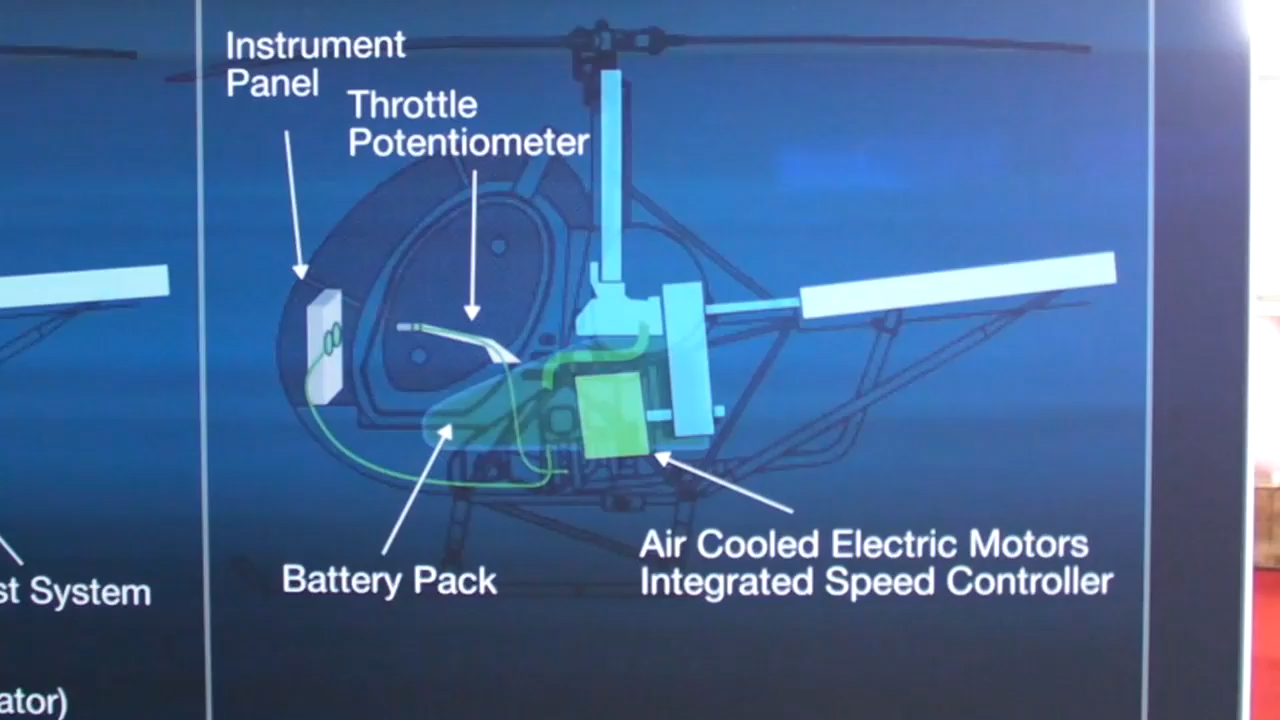 Instrument
Panel
Throttle
Potentiometer
Battery Pack
Air Cooled Electric Motors
Integrated Speed Controller
st System
ator)